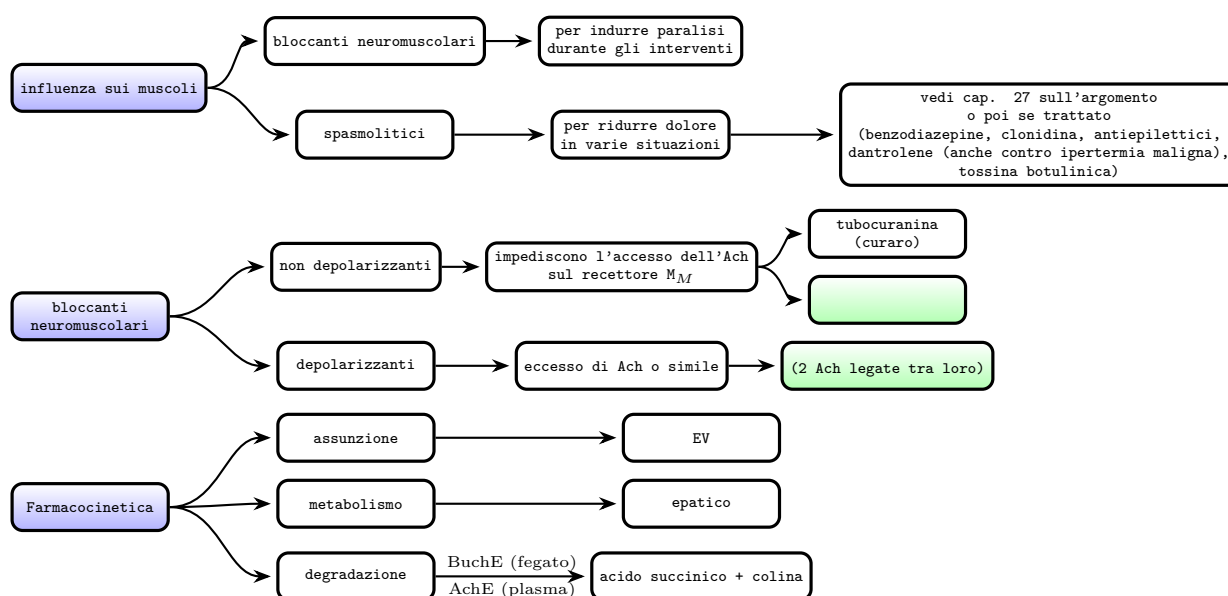 influenza sui muscoli
bloccanti neuromuscolari
per indurre paralisi
durante gli interventi
spasmolitici
per ridurre dolore
in varie situazioni
vedi cap. 27 sull'argomento
o poi se trattato
(benzodiazepine, clonidina, antiepilettici,
dantrolene (anche contro ipertermia maligna),
tossina botulinica)
bloccanti
neuromuscolari
non depolarizzanti
impediscono l'accesso dell'Ach
sul recettore M_M
tubocuranina
(curaro)
depolarizzanti
eccesso di Ach o simile
(2 Ach legate tra loro)
Farmacocinetica
assunzione
EV
metabolismo
epatico
degradazione
BuchE (fegato)
AchE (plasma)
acido succinico + colina